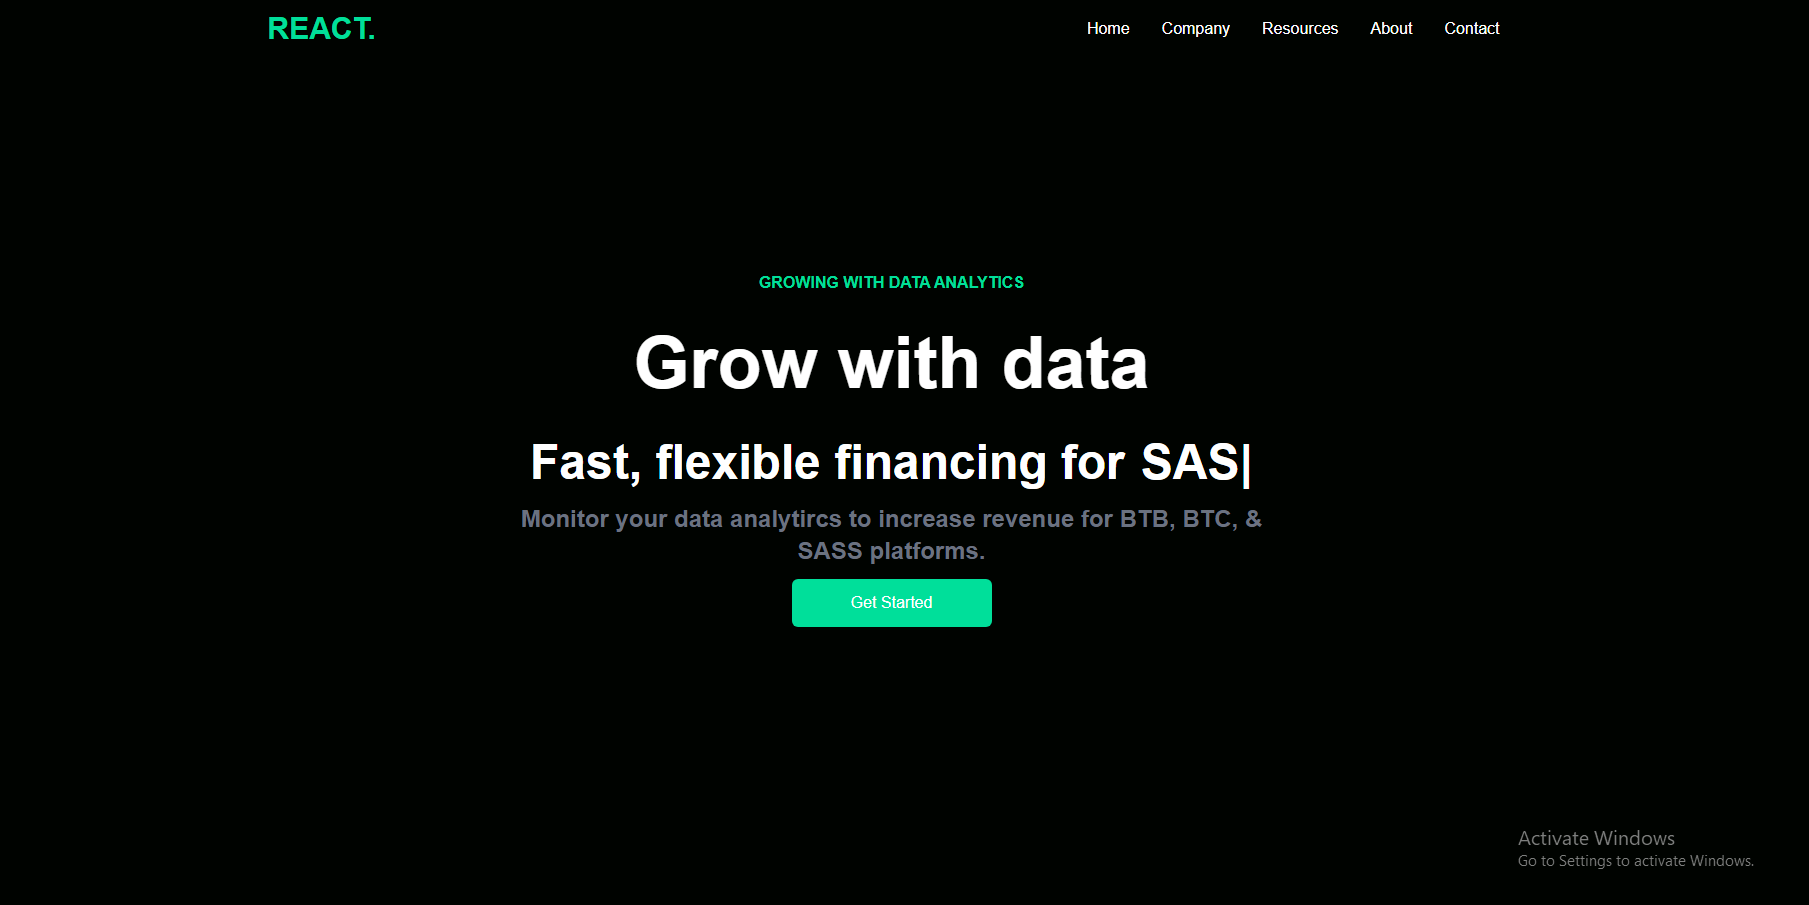 REACT.
Home Company Resources About Contact
GROWING WITH DATA ANALYTICS
Grow with data
Fast, flexible financing for SAS|
Monitor your data analytircs to increase revenue for BTB, BTC, &
SASS platforms.
Get Started
Activate Windows
Go to Settings to activate Windows.